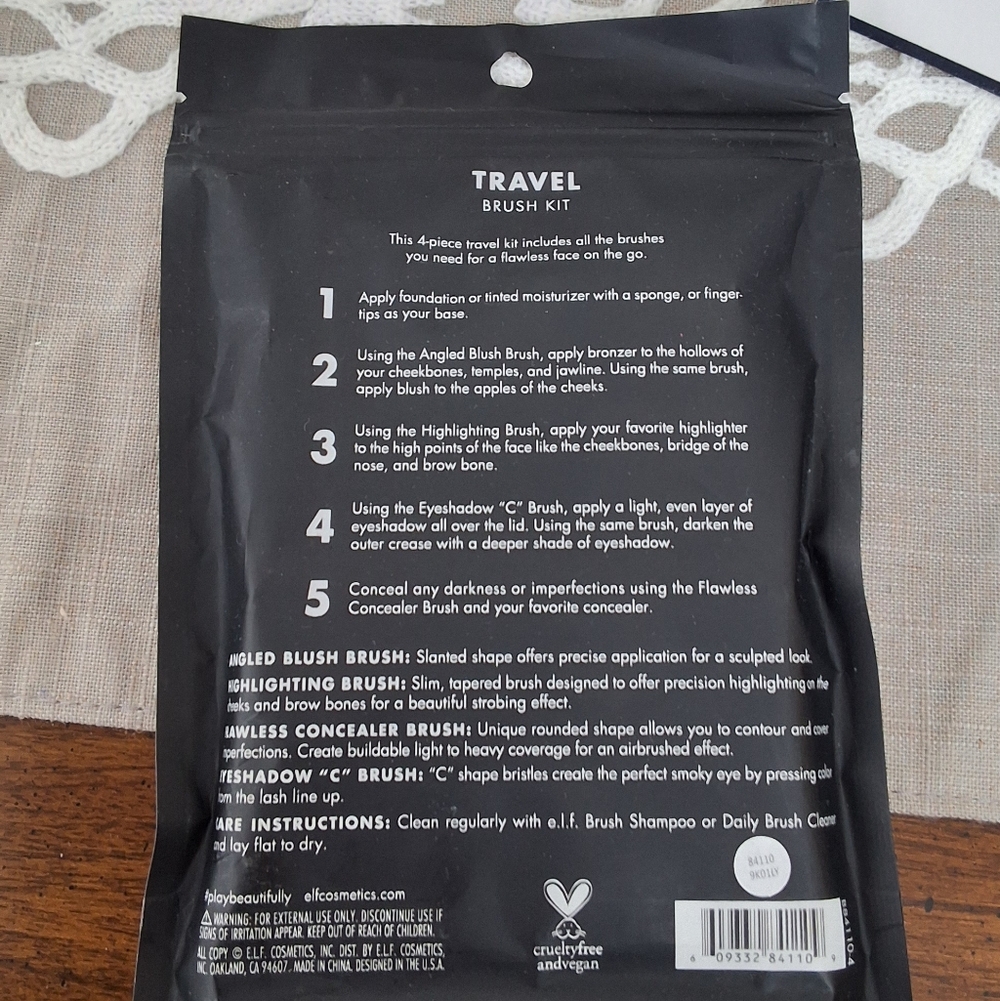 TRAVEL
BRUSH KIT
This 4-piece travel kit includes all the brushes
you need for a flawless face on the go.
1 Apply foundation or tinted moisturizer with a sponge, or finger-
tips as your base.
2 Using the Angled Blush Brush, apply bronzer to the hollows of
your cheekbones, temples, and jawline. Using the same brush,
apply blush to the apples of the cheeks.
3 Using the Highlighting Brush, apply your favorite highlighter
to the high points of the face like the cheekbones, bridge of the
nose, and brow bone.
4 Using the Eyeshadow "C" Brush, apply a light, even layer of
eyeshadow all over the lid. Using the same brush, darken the
outer crease with a deeper shade of eyeshadow.
5 Conceal any darkness or imperfections using the Flawless
Concealer Brush and your favorite concealer.
ANGLED BLUSH BRUSH: Slanted shape offers precise application for a sculpted look.
HIGHLIGHTING BRUSH: Slim, tapered brush designed to offer precision highlighting on the
cheeks and brow bones for a beautiful strobing effect.
FLAWLESS CONCEALER BRUSH: Unique rounded shape allows you to contour and cover
imperfections. Create buildable light to heavy coverage for an airbrushed effect.
EYESHADOW "C" BRUSH: "C" shape bristles create the perfect smoky eye by pressing color
from the lash line up.
CARE INSTRUCTIONS: Clean regularly with e.l.f. Brush Shampoo or Daily Brush Cleaner
and lay flat to dry.
84110
9K01LY
#playbeautifully elfcosmetics.com
WARNING: FOR EXTERNAL USE ONLY. DISCONTINUE USE IF
SIGNS OF IRRITATION APPEAR. KEEP OUT OF REACH OF CHILDREN.
ALL COPY © E.L.F. COSMETICS, INC. DIST. BY E.L.F. COSMETICS,
INC. OAKLAND, CA 94607. MADE IN CHINA. DESIGNED IN THE U.S.A.
crueltyfree
andvegan
6 09332 84110 9
B841104